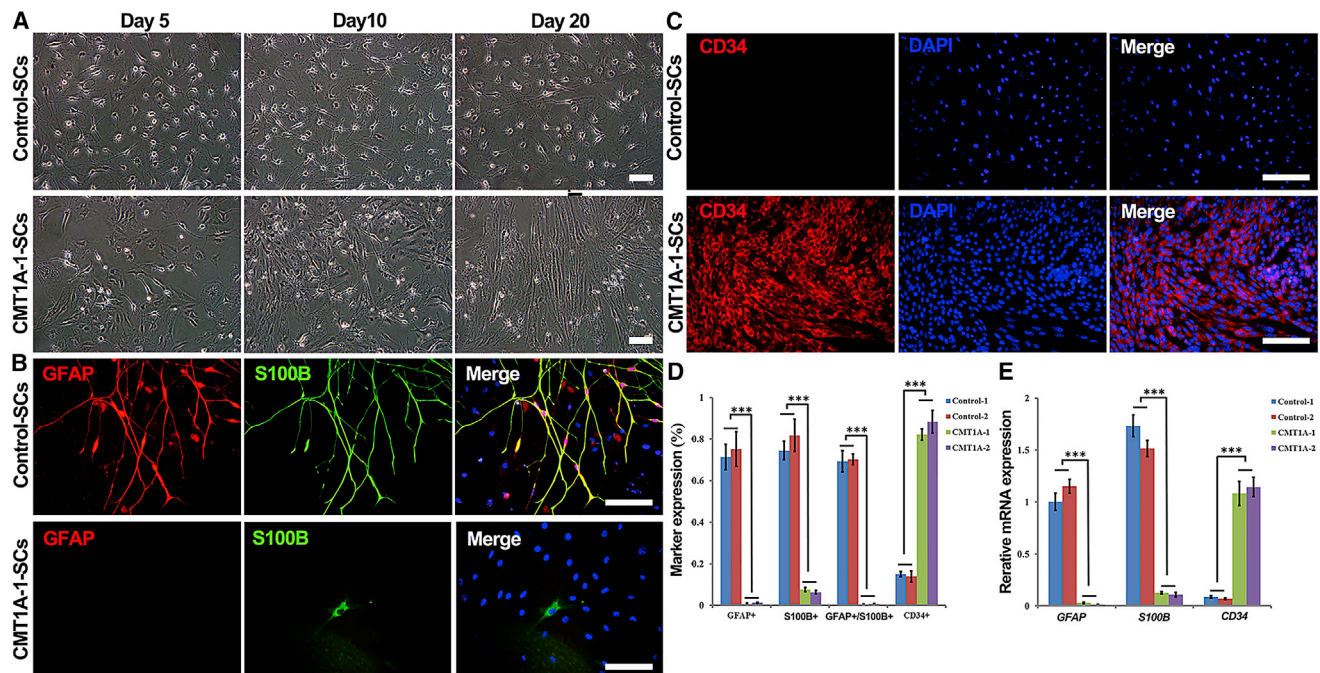 A
Day 5
Day10
Day 20
Control-SCs
CMT1A-1-SCs
B
GFAP
S100B
Merge
Control-SCs
GFAP
S100B
Merge
CMT1A-1-SCs
C
CD34
DAPI
Merge
Control-SCs
CD34
DAPI
Merge
CMT1A-1-SCs
D
Marker expression (%)
1
0.8
0.6
0.4
0.2
0
***
***
***
***
GFAP+
S100B+
GFAP+/S100B+
CD34+
Control-1
Control-2
CMT1A-1
CMT1A-2
E
Rerative mRNA expression
2
1.5
1
0.5
0
***
***
***
GFAP
S100B
CD34
Control-1
Control-2
CMT1A-1
CMT1A-2